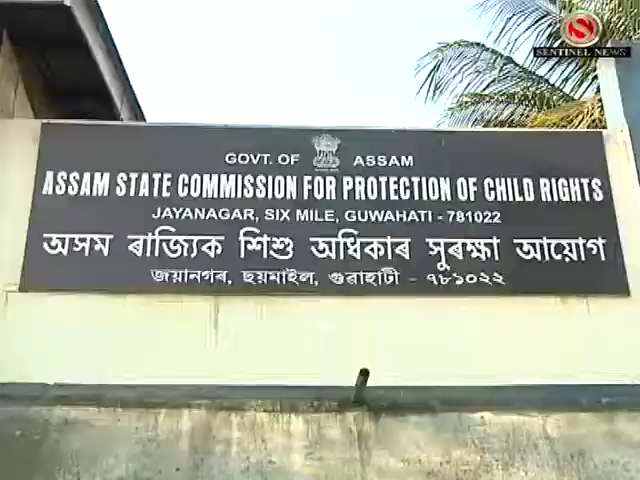 SENTINEL NEWS
GOVT. OF ASSAM
ASSAM STATE COMMISSION FOR PROTECTION OF CHILD RIGHTS
JAYANAGAR, SIX MILE, GUWAHATI - 781022
অসম ৰাজ্যিক শিশু অধিকাৰ সুৰক্ষা আয়োগ
জয়ানগৰ, ছয়মাইল, গুৱাহাটী - ৭৮১০২২